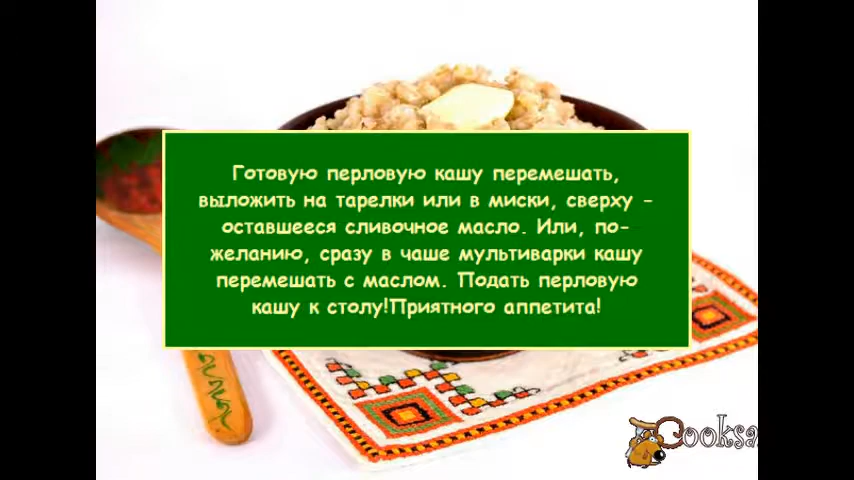 Готовую перловую кашу перемешать,
выложить на тарелки или в миски, сверху -
оставшееся сливочное масло. Или, по-
желанию, сразу в чаше мультиварки кашу
перемешать с маслом. Подать перловую
кашу к столу!Приятного аппетита!